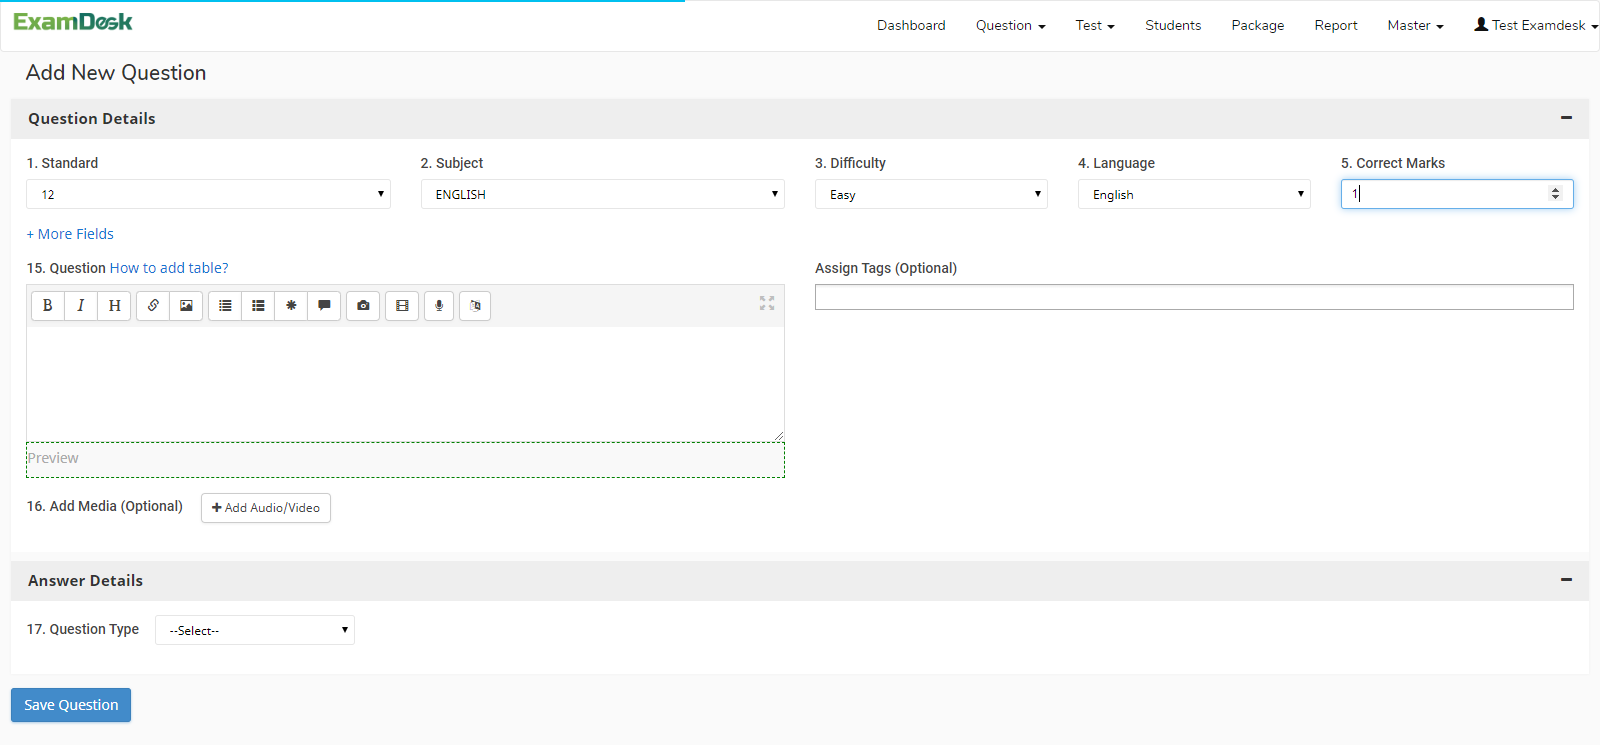 ExamDesk Dashboard Question Test Students Package Report Master Test Examdesk
Add New Question
Question Details
1. Standard 2. Subject 3. Difficulty 4. Language 5. Correct Marks
12 ENGLISH Easy English 1
+ More Fields
15. Question How to add table? Assign Tags (Optional)
B I H
Preview
16. Add Media (Optional) + Add Audio/Video
Answer Details
17. Question Type --Select--
Save Question